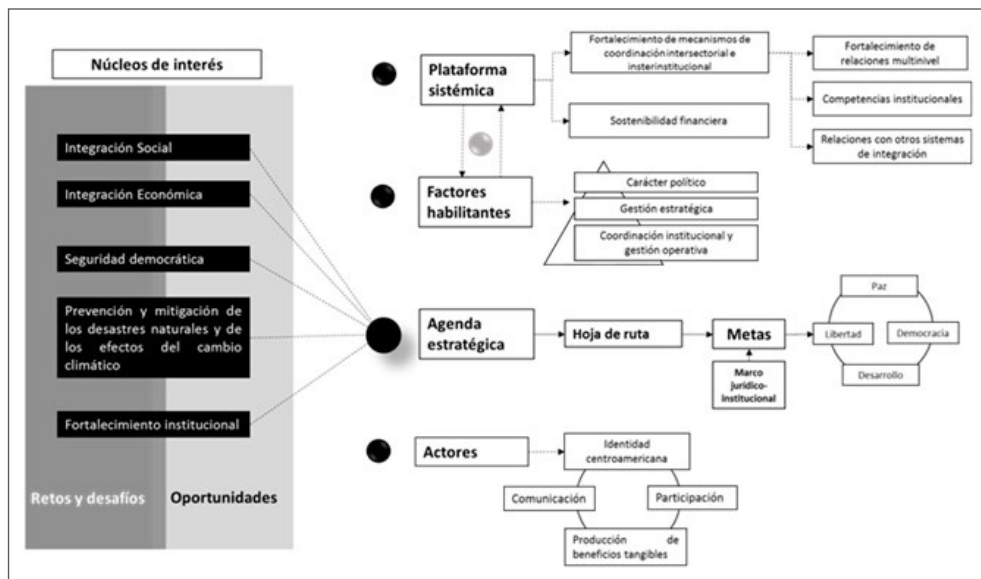 Núcleos de interés
Integración Social
Integración Económica
Seguridad democrática
Prevención y mitigación de
los desastres naturales y de
los efectos del cambio
climático
Fortalecimiento institucional
Retos y desafíos
Oportunidades
Plataforma
sistémica
Fortalecimiento de mecanismos de
coordinación intersectorial e
insterinstitucional
Sostenibilidad financiera
Fortalecimiento de
relaciones multinivel
Competencias institucionales
Relaciones con otros sistemas
de integración
Factores
habilitantes
Carácter político
Gestión estratégica
Coordinación institucional y
gestión operativa
Agenda
estratégica
Hoja de ruta
Metas
Marco
jurídico-
institucional
Paz
Libertad
Democracia
Desarrollo
Actores
Identidad
centroamericana
Comunicación
Participación
Producción de
beneficios tangibles